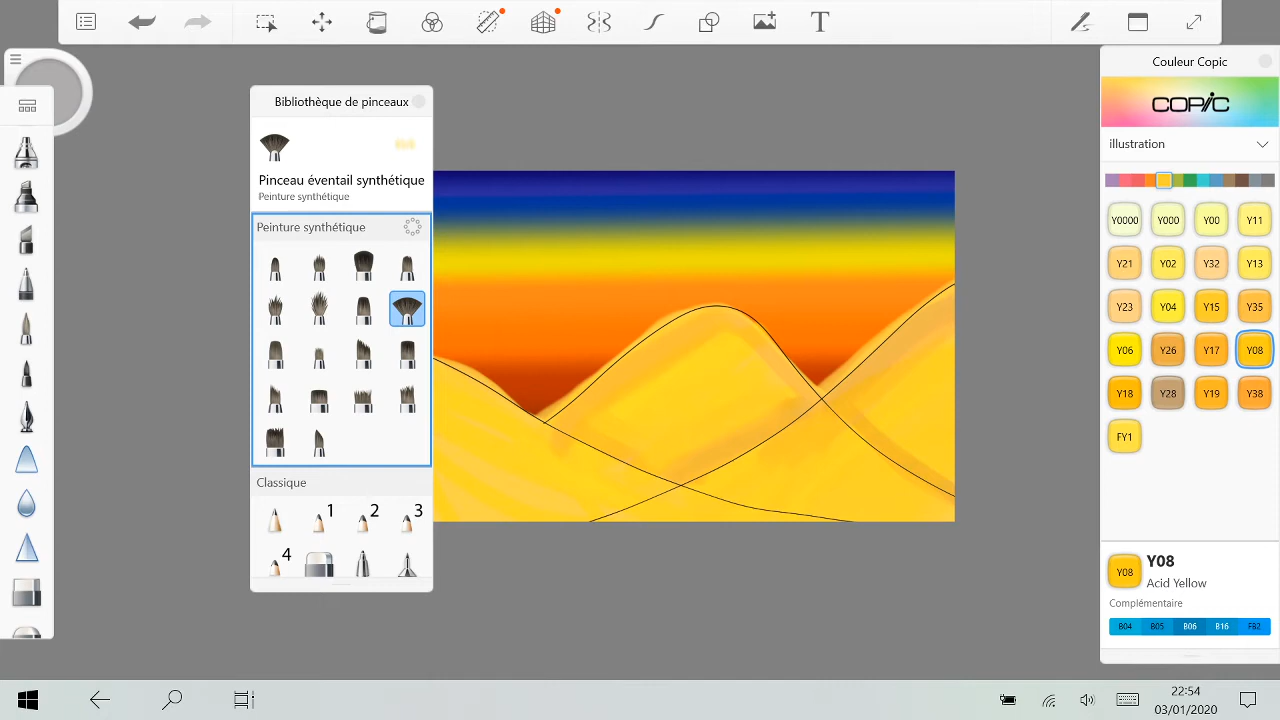 T
Couleur Copic
COPIC
illustration
Y0000 Y000 Y00 Y11
Y21 Y02 Y32 Y13
Y23 Y04 Y15 Y35
Y06 Y26 Y17 Y08
Y18 Y28 Y19 Y38
FY1
Y08
Y08
Acid Yellow
Complémentaire
B04 B05 B06 B16 FB2
Bibliothèque de pinceaux
Pinceau éventail synthétique
Peinture synthétique
Peinture synthétique
Classique
1 2 3
4
22:54
03/01/2020